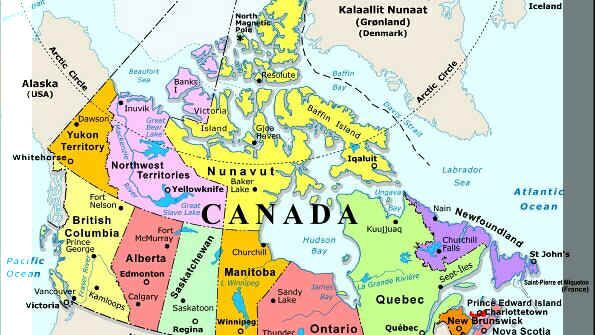 Iceland
Kalaallit Nunaat
(Grønland)
(Denmark)
North
Magnetic
Pole
Arctic Circle
Alaska
(USA)
Beaufort
Sea
Banks
I
Resolute
Baffin
Bay
Arctic Circle
Inuvik
Victoria
Island
Baffin Island
Dawson
Yukon
Territory
Great
Bear
Lake
Mackenzie River
Gjoa
Haven
Iqaluit
Whitehorse
Northwest
Territories
Nunavut
Yellowknife
Baker
Lake
Great
Slave Lake
Labrador
Sea
Atlantic
Ocean
Fort
Nelson
CANADA
Ungava
Bay
Nain
Newfoundland
British
Columbia
Fort
McMurray
Kuujjuaq
Hudson
Bay
Churchill
Falls
Prince
George
Alberta
Saskatchewan
Churchill
St John's
Pacific
Ocean
Edmonton
Manitoba
La Grande Rivière
Sept-Iles
Saint-Pierre et Miquelon
(France)
Vancouver
Victoria
Kamloops
Calgary
Saskatoon
L Winnipeg
Sandy
Lake
James
Bay
Quebec
Prince Edward Island
Charlottetown
Regina
Winnipeg
Ontario
Thunder
Québec
New Brunswick
Nova Scotia